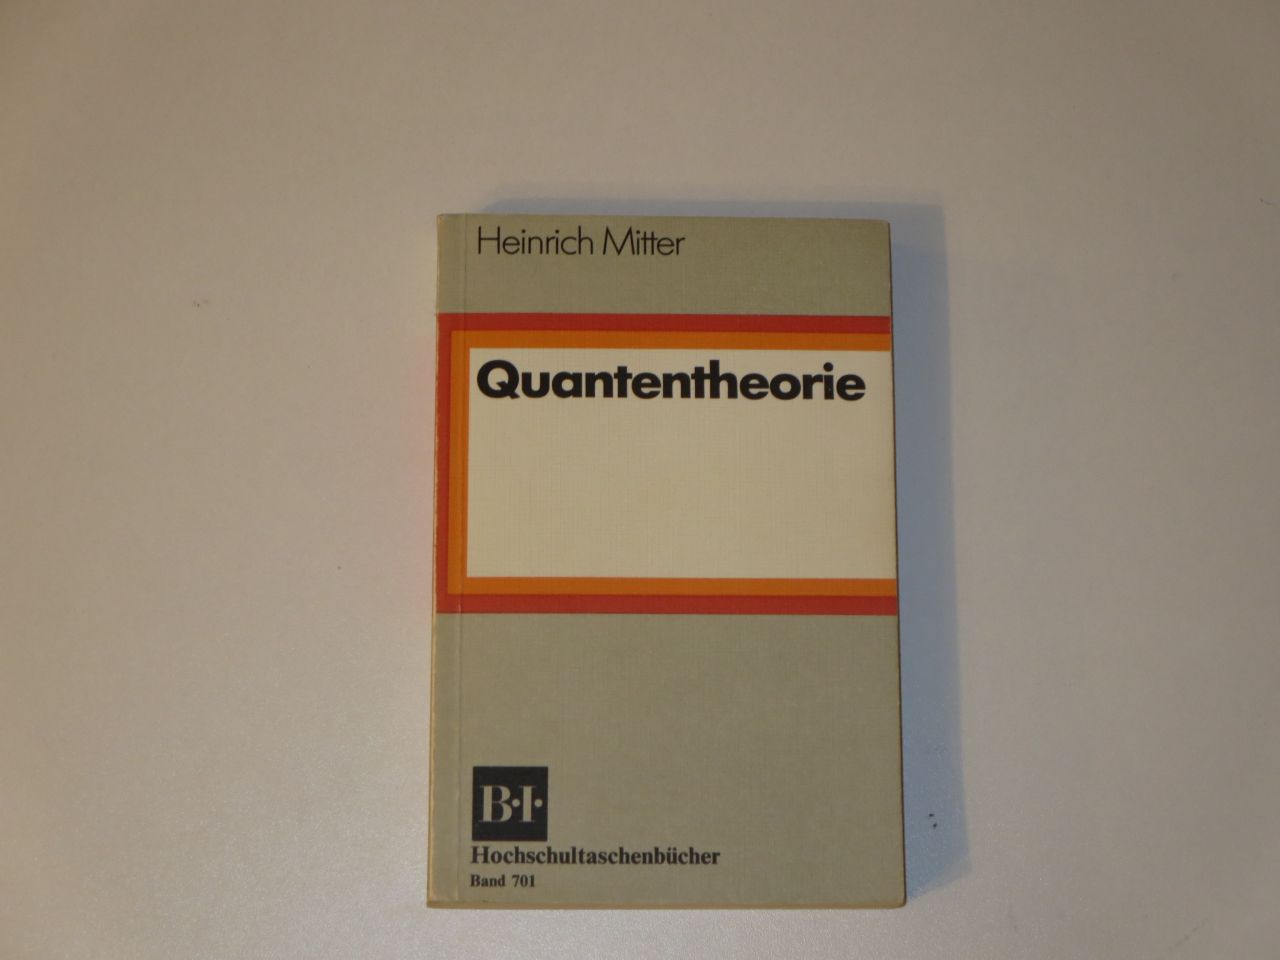 Heinrich Mitter
Quantentheorie
B·I·
Hochschultaschenbücher
Band 701